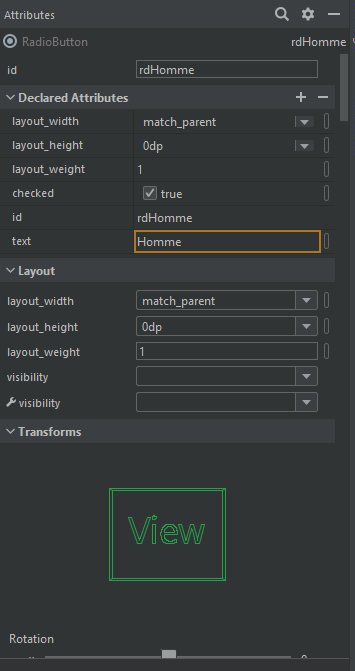 Attributes
RadioButton rdHomme
id rdHomme
Declared Attributes
layout_width match_parent
layout_height 0dp
layout_weight 1
checked true
id rdHomme
text Homme
Layout
layout_width match_parent
layout_height 0dp
layout_weight 1
visibility
visibility
Transforms
View
Rotation